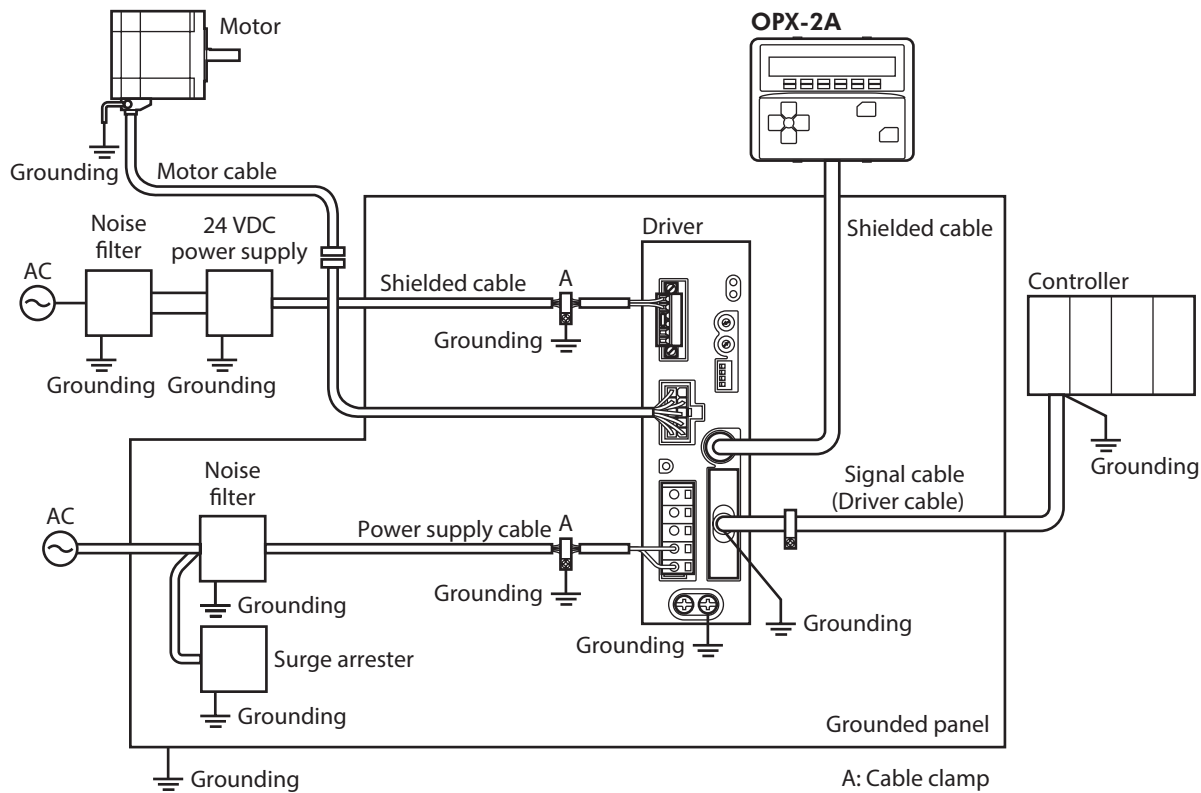 Motor
OPX-2A
Grounding
Motor cable
Noise
filter
24 VDC
power supply
Driver
Shielded cable
AC
Shielded cable
A
Controller
Grounding
Grounding
Grounding
Noise
filter
Signal cable
(Driver cable)
Grounding
AC
Power supply cable
A
Grounding
Grounding
Grounding
Grounding
Surge arrester
Grounding
Grounded panel
Grounding
A: Cable clamp